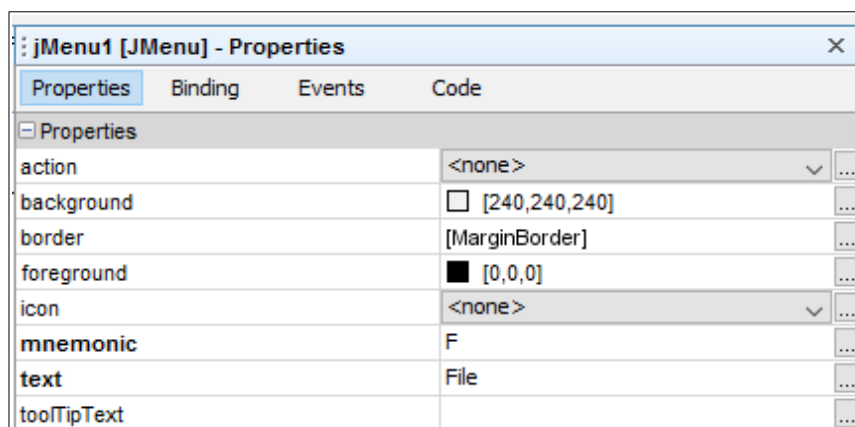 jMenu1 [JMenu] - Properties
Properties Binding Events Code
Properties
action <none> ...
background [240,240,240] ...
border [MarginBorder] ...
foreground [0,0,0] ...
icon <none> ...
mnemonic F ...
text File ...
toolTipText ...